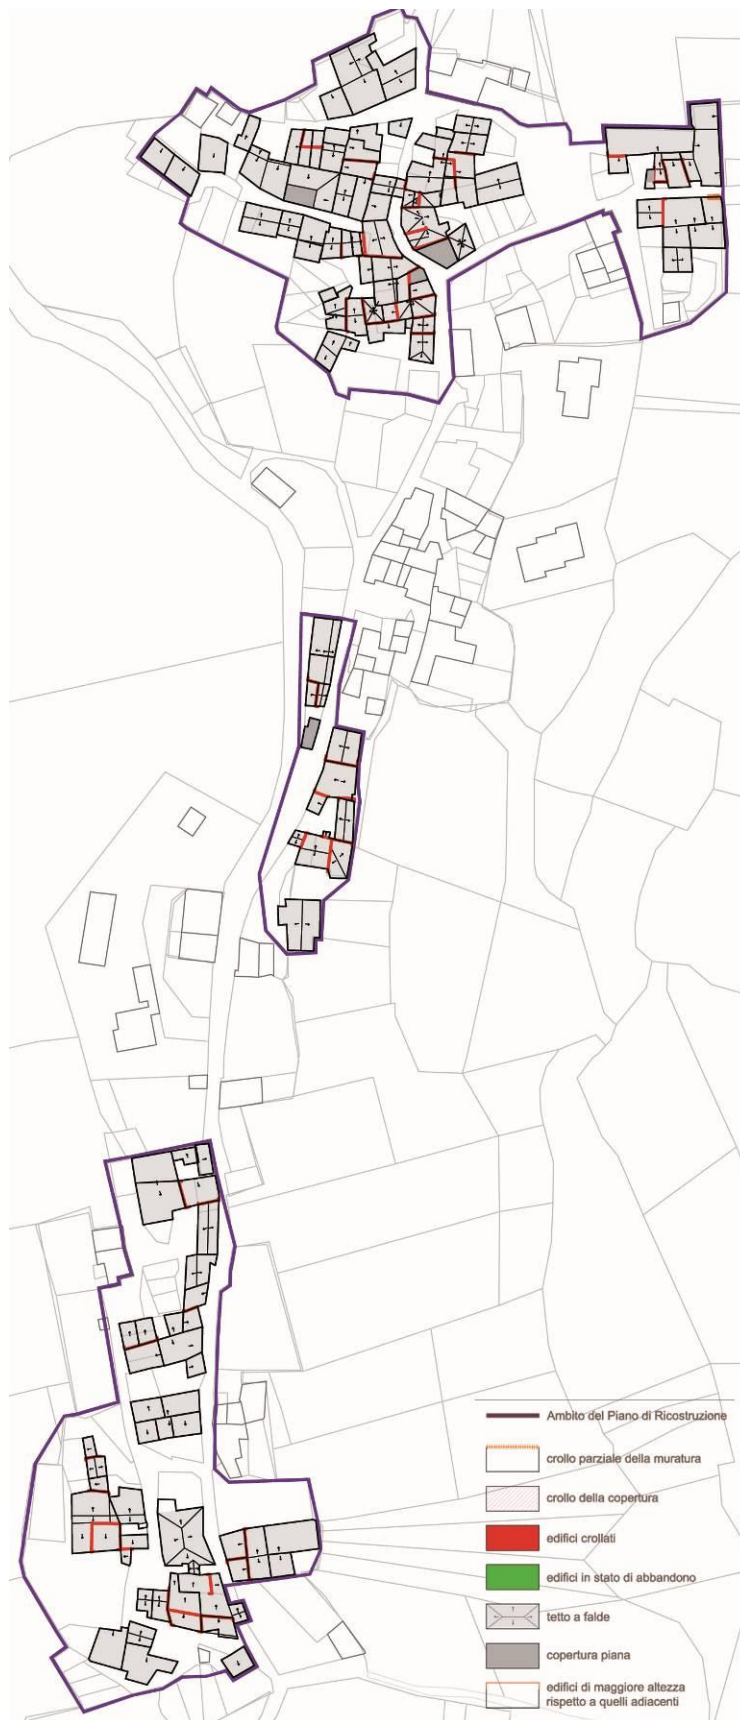 Ambito del Piano di Ricostruzione
crollo parziale della muratura
crollo della copertura
edifici crollati
edifici in stato di abbandono
tetto a falde
copertura piana
edifici di maggiore altezza
rispetto a quelli adiacenti